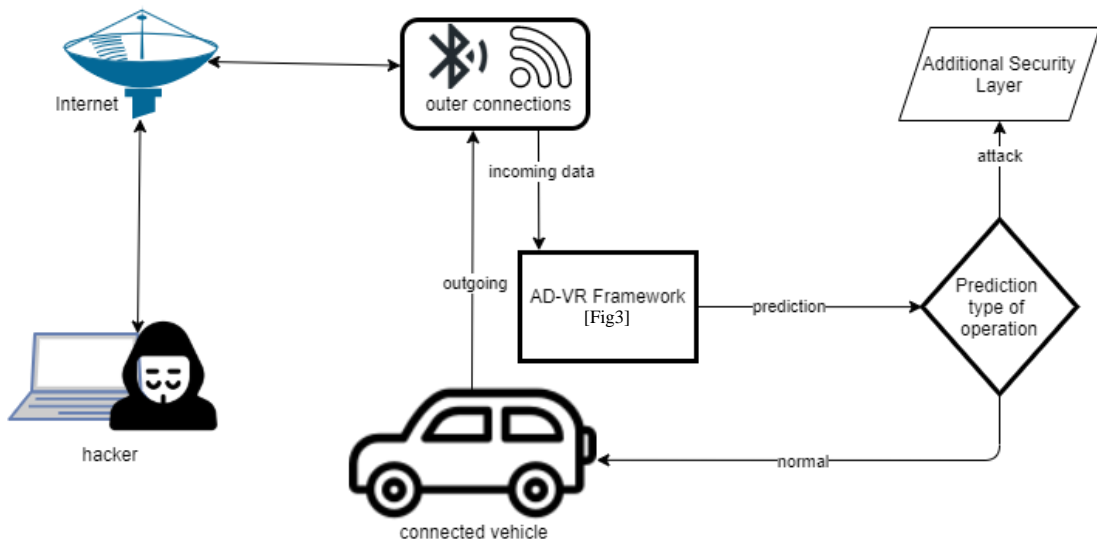 Internet
outer connections
Additional Security
Layer
attack
incoming data
outgoing
AD-VR Framework
[Fig3]
prediction
Prediction
type of
operation
hacker
normal
connected vehicle